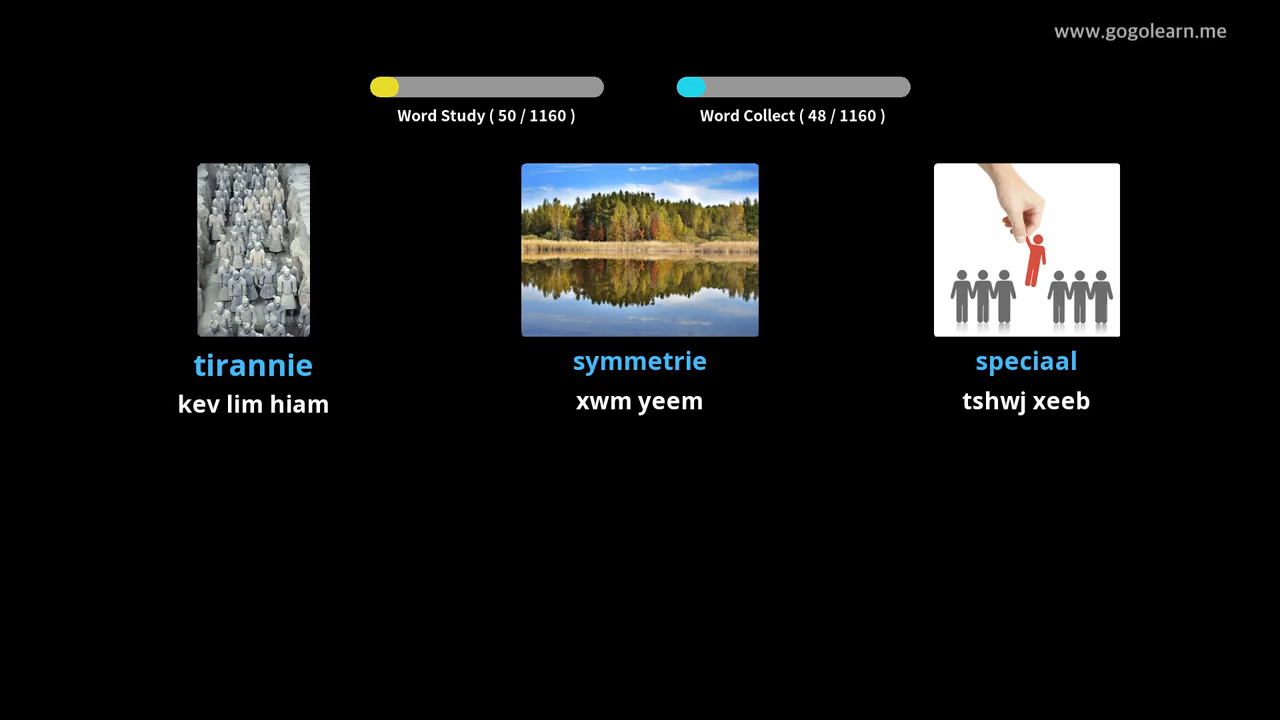 www.gogolearn.me
Word Study ( 50 / 1160 )
Word Collect ( 48 / 1160 )
tirannie
kev lim hiam
symmetrie
xwm yeem
speciaal
tshwj xeeb